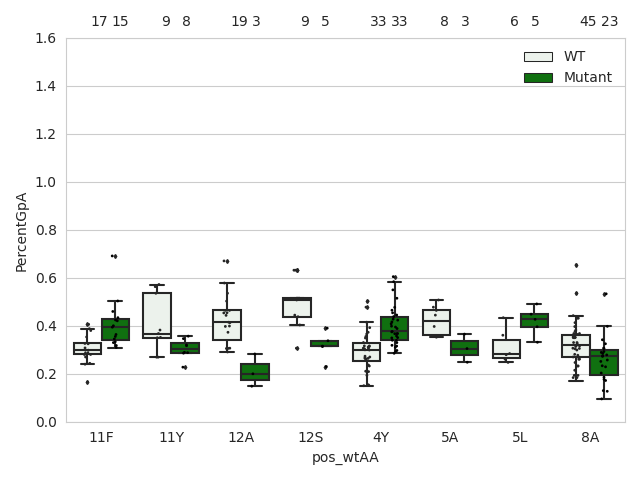 17 15 9 8 19 3 9 5 33 33 8 3 6 5 45 23
1.6
WT
Mutant
1.4
1.2
1.0
0.8
0.6
0.4
0.2
0.0
PercentGpA
11F 11Y 12A 12S 4Y 5A 5L 8A
pos_wtAA